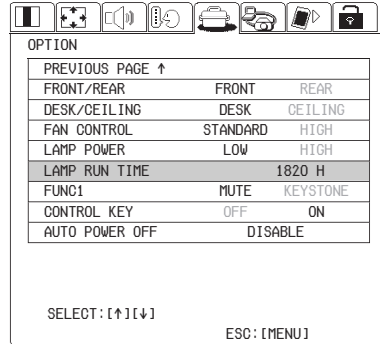 OPTION
PREVIOUS PAGE ↑
FRONT/REAR FRONT REAR
DESK/CEILING DESK CEILING
FAN CONTROL STANDARD HIGH
LAMP POWER LOW HIGH
LAMP RUN TIME 1820 H
FUNC1 MUTE KEYSTONE
CONTROL KEY OFF ON
AUTO POWER OFF DISABLE
SELECT:[↑][↓]
ESC:[MENU]